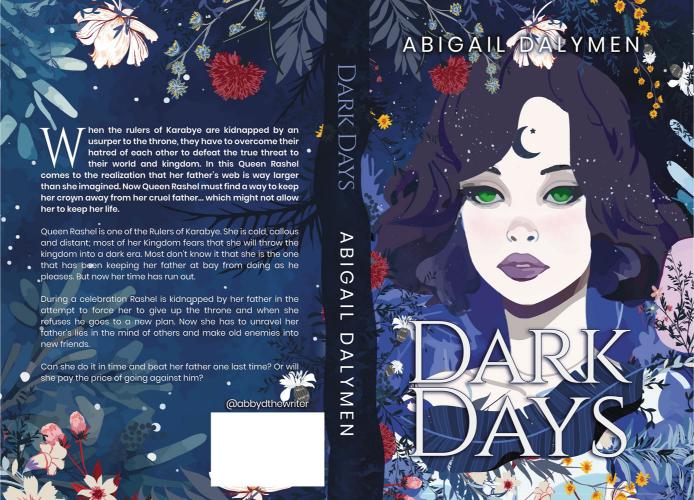 When the rulers of Karabye are kidnapped by an
usurper to the throne, they have to overcome their
hatred of each other to defeat the true threat to
their world and kingdom. In this Queen Rashel
comes to the realization that her father's web is way larger
than she imagined. Now Queen Rashel must find a way to keep
her crown away from her cruel father... which might not allow
her to keep her life.
Queen Rashel is one of the Rulers of Karabye. She is cold, callous
and distant; most of her Kingdom fears that she will throw the
kingdom into a dark era. Most don't know it that she is the one
that has been keeping her father at bay from doing as he
pleases. But now her time has run out.
During a celebration Rashel is kidnapped by her father in the
attempt to force her to give up the throne and when she
refuses he goes to a new plan. Now she has to unravel her
father's lies in the mind of others and make old enemies into
new friends.
Can she do it in time and beat her father one last time? Or will
she pay the price of going against him?
@abbydthewriter
DARK DAYS
ABIGAIL DALYMEN
ABIGAIL DALYMEN
DARK
DAYS